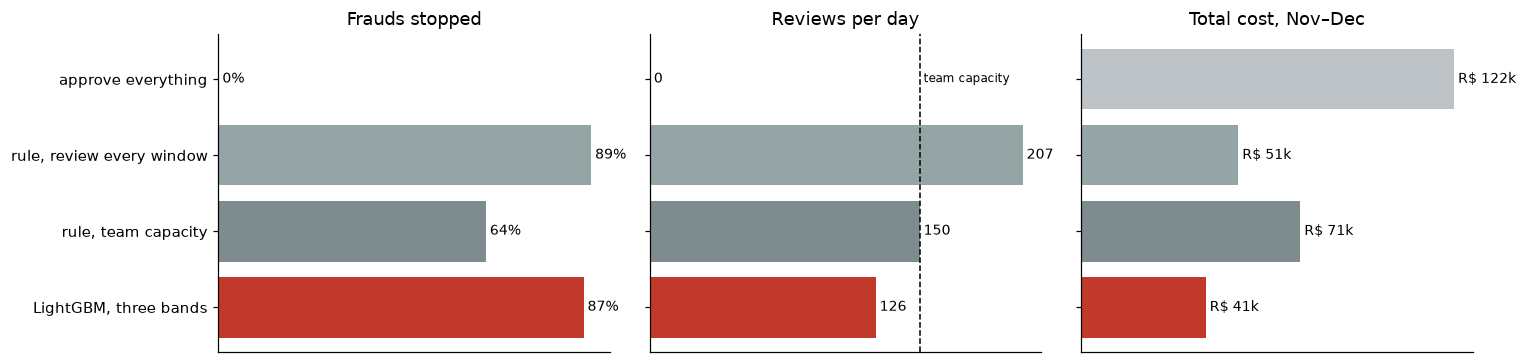 Frauds stopped
approve everything
0%
rule, review every window
89%
rule, team capacity
64%
LightGBM, three bands
87%
Reviews per day
0
team capacity
207
150
126
Total cost, Nov–Dec
R$ 122k
R$ 51k
R$ 71k
R$ 41k